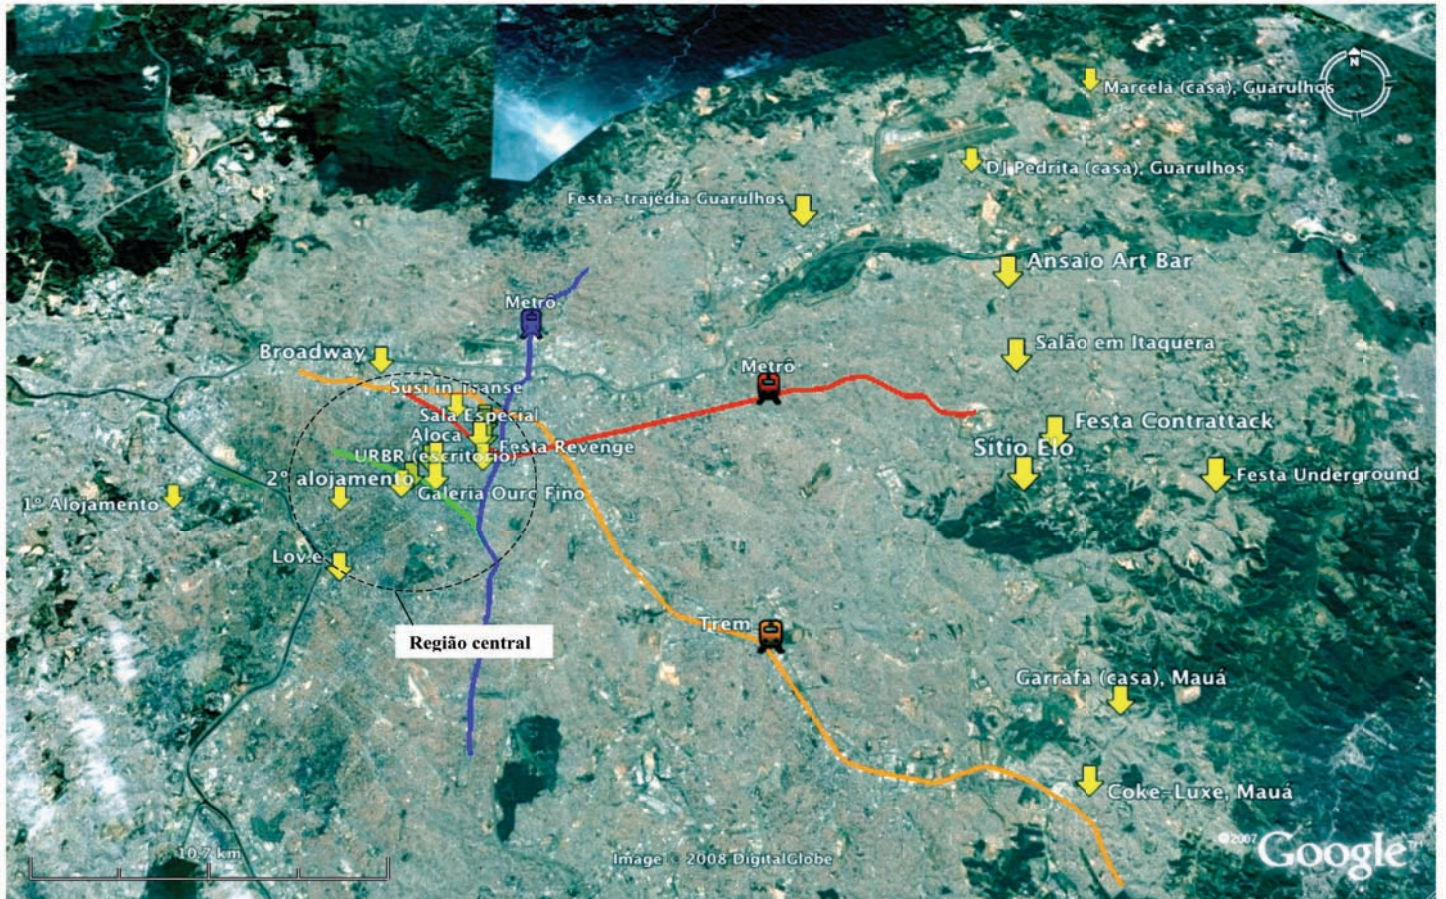 N
Marcela (casa), Guarulhos
DJ Pedrita (casa), Guarulhos
Festa-trajédia Guarulhos
Ansaio Art Bar
Metrô
Salão em Itaquera
Broadway
Metrô
Susi in Transe
Sala Especial
Festa Contrattack
Aloca
Festa Revenge
Sítio Elo
URBR (escritorio)
2º alojamento
Festa Underground
Galeria Ouro Fino
1º Alojamento
Lov.e
Trem
Região central
Garrafa (casa), Mauá
Coke-Luxe, Mauá
©2007 Google
10.7 km
Image © 2008 DigitalGlobe